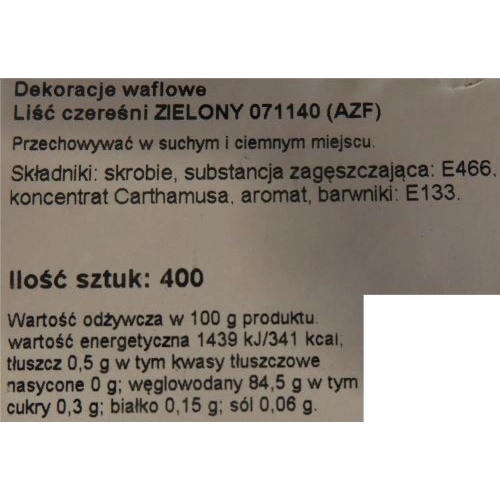 Dekoracje waflowe
Liść czereśni ZIELONY 071140 (AZF)
Przechowywać w suchym i ciemnym miejscu.
Składniki: skrobie, substancja zagęszczająca: E466,
koncentrat Carthamusa, aromat, barwniki: E133.
Ilość sztuk: 400
Wartość odżywcza w 100 g produktu:
wartość energetyczna 1439 kJ/341 kcal;
tłuszcz 0,5 g w tym kwasy tłuszczowe
nasycone 0 g; węglowodany 84,5 g w tym
cukry 0,3 g; białko 0,15 g; sól 0,06 g.